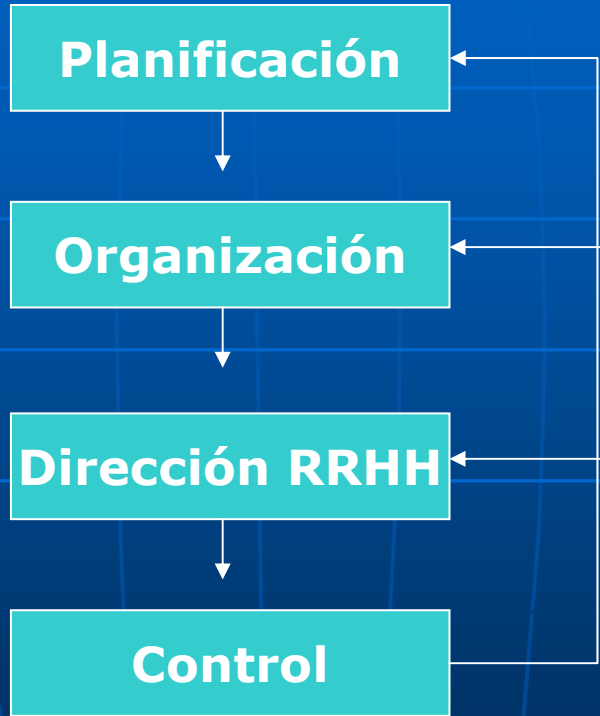 Planificación
Organización
Dirección RRHH
Control